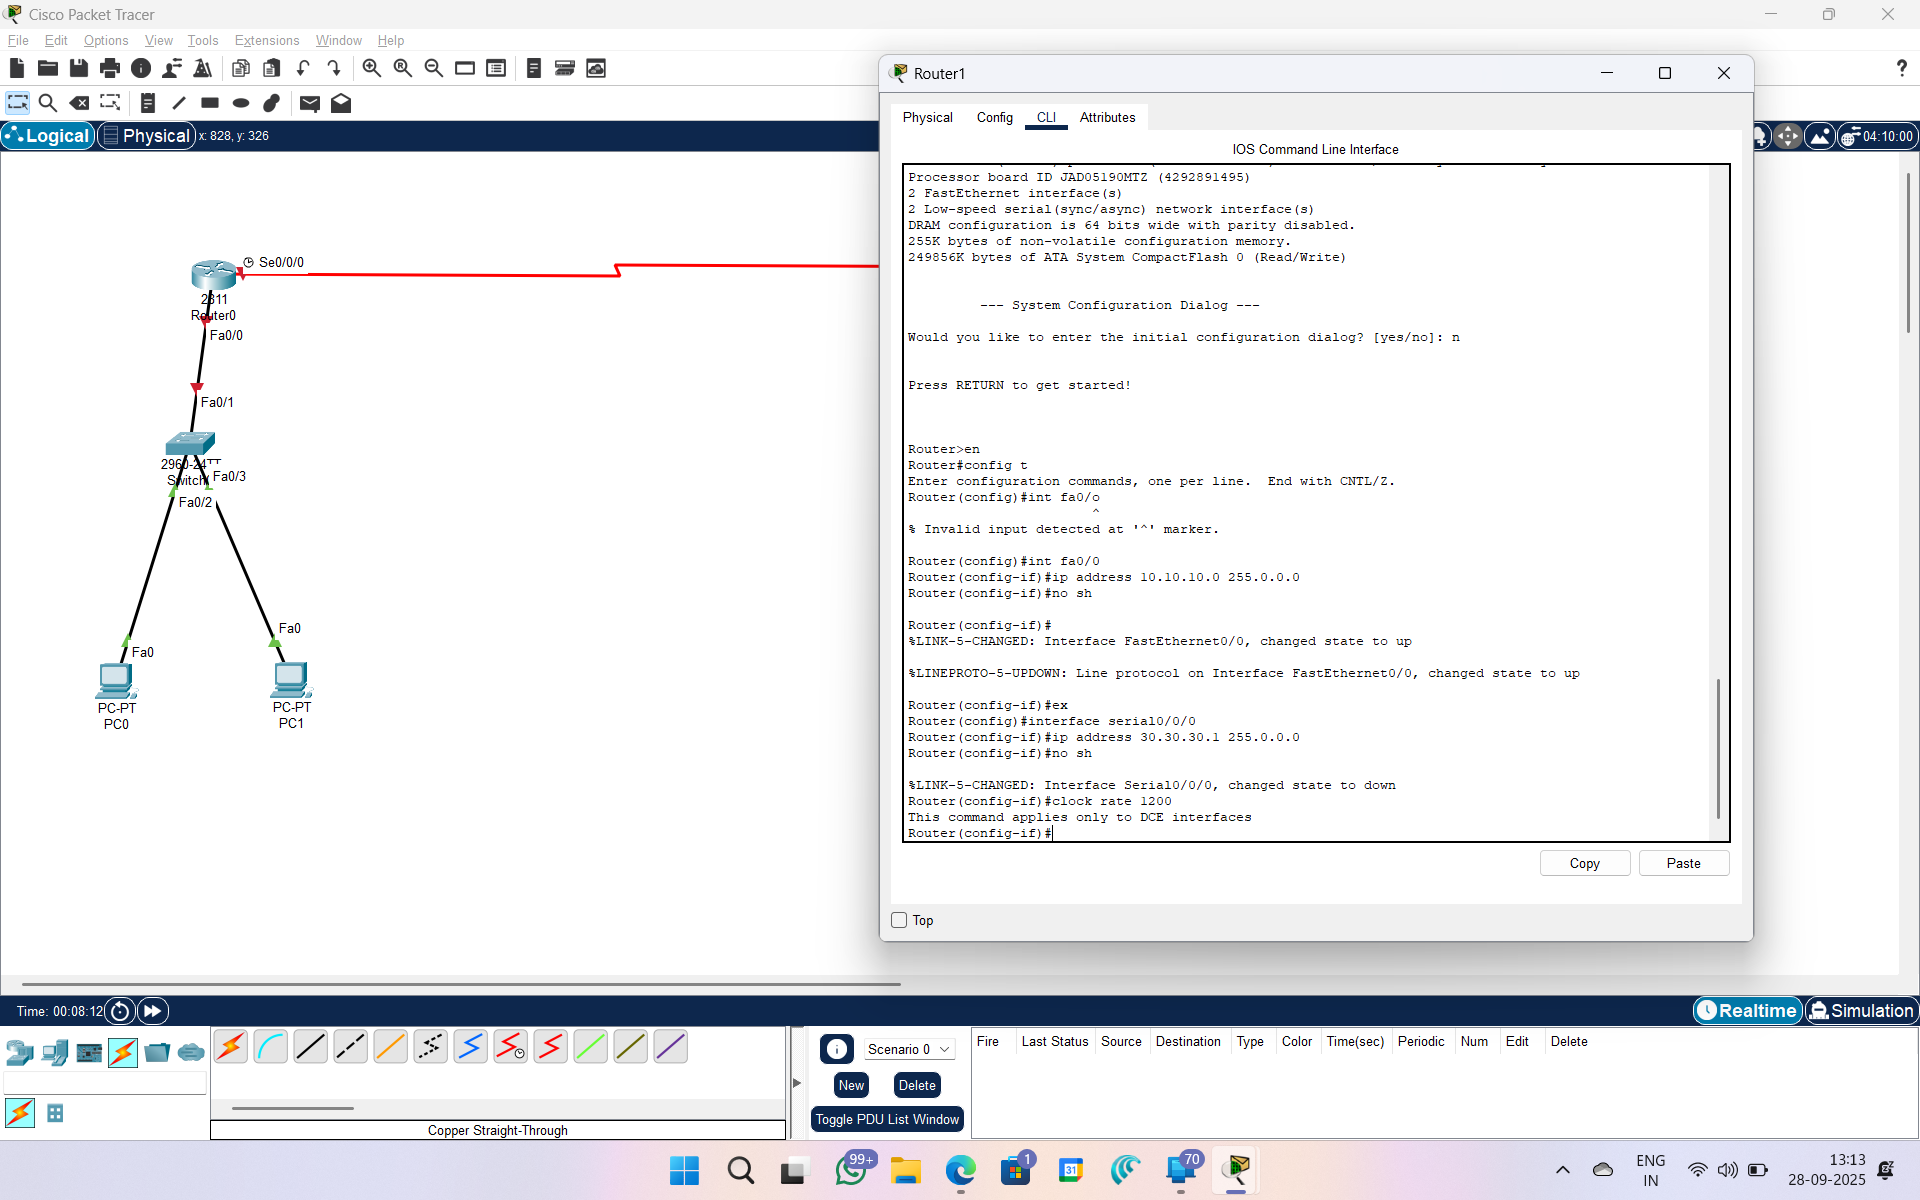 Cisco Packet Tracer
File Edit Options View Tools Extensions Window Help
Logical Physical x: 828, y: 326
04:10:00
Se0/0/0
2811
Router0
Fa0/0
Fa0/1
Fa0/3
Fa0/2
Fa0
Fa0
PC-PT
PC0
PC-PT
PC1
Router1
Physical Config CLI Attributes
IOS Command Line Interface
Processor board ID JAD05190MTZ (4292891495)
2 FastEthernet interface(s)
2 Low-speed serial(sync/async) network interface(s)
DRAM configuration is 64 bits wide with parity disabled.
255K bytes of non-volatile configuration memory.
249856K bytes of ATA System CompactFlash 0 (Read/Write)
--- System Configuration Dialog ---
Would you like to enter the initial configuration dialog? [yes/no]: n
Press RETURN to get started!
Router>en
Router#config t
Enter configuration commands, one per line.  End with CNTL/Z.
Router(config)#int fa0/o
^
% Invalid input detected at '^' marker.
Router(config)#int fa0/0
Router(config-if)#ip address 10.10.10.0 255.0.0.0
Router(config-if)#no sh
Router(config-if)#
%LINK-5-CHANGED: Interface FastEthernet0/0, changed state to up
%LINEPROTO-5-UPDOWN: Line protocol on Interface FastEthernet0/0, changed state to up
Router(config-if)#ex
Router(config)#interface serial0/0/0
Router(config-if)#ip address 30.30.30.1 255.0.0.0
Router(config-if)#no sh
%LINK-5-CHANGED: Interface Serial0/0/0, changed state to down
Router(config-if)#clock rate 1200
This command applies only to DCE interfaces
Router(config-if)#
Copy Paste
Top
Time: 00:08:12
Realtime Simulation
Copper Straight-Through
Scenario 0
New Delete
Toggle PDU List Window
Fire Last Status Source Destination Type Color Time(sec) Periodic Num Edit Delete
99+
1
31
70
ENG
IN
13:13
28-09-2025